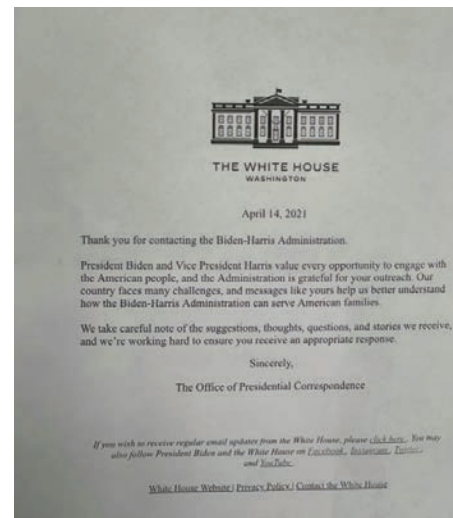 THE WHITE HOUSE
WASHINGTON
April 14, 2021
Thank you for contacting the Biden-Harris Administration.
President Biden and Vice President Harris value every opportunity to engage with
the American people, and the Administration is grateful for your outreach. Our
country faces many challenges, and messages like yours help us better understand
how the Biden-Harris Administration can serve American families.
We take careful note of the suggestions, thoughts, questions, and stories we receive,
and we're working hard to ensure you receive an appropriate response.
Sincerely,
The Office of Presidential Correspondence
If you wish to receive regular email updates from the White House, please click here. You may
also follow President Biden and the White House on Facebook, Instagram, Twitter,
and YouTube.
White House Website | Privacy Policy | Contact the White House